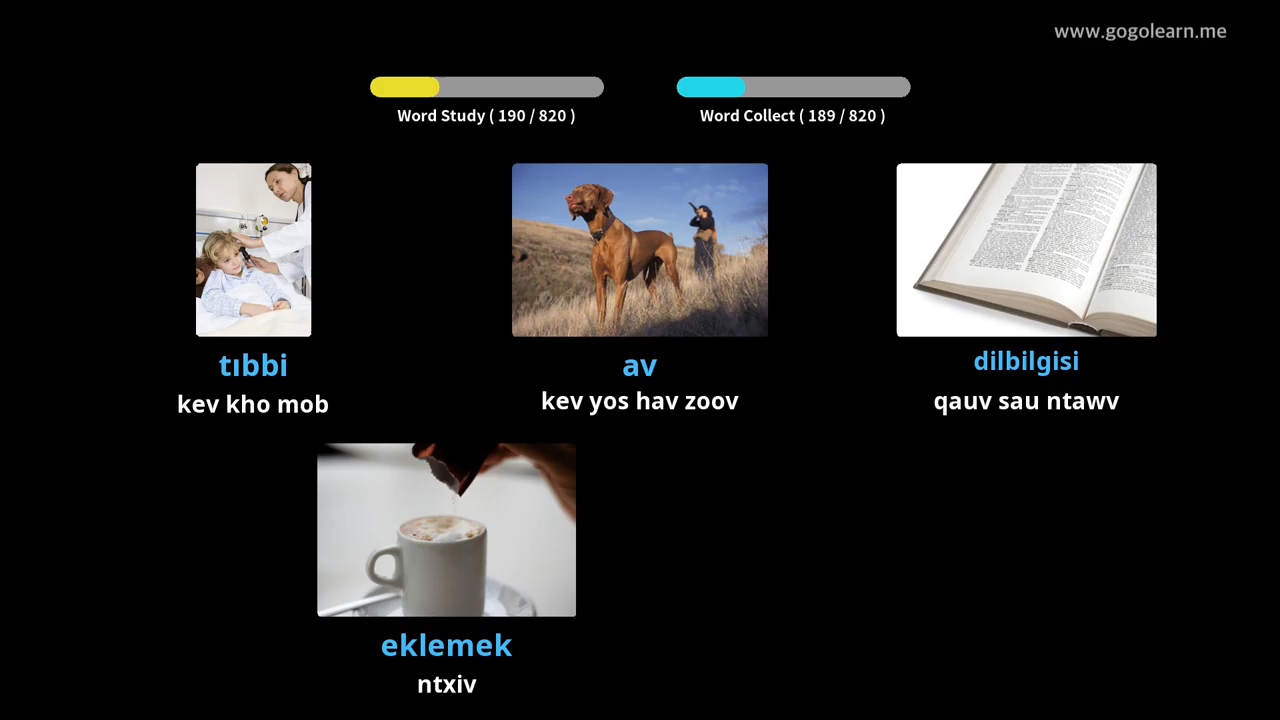 www.gogolearn.me
Word Study ( 190 / 820 )
Word Collect ( 189 / 820 )
tıbbi
kev kho mob
av
kev yos hav zoov
dilbilgisi
qauv sau ntawv
eklemek
ntxiv